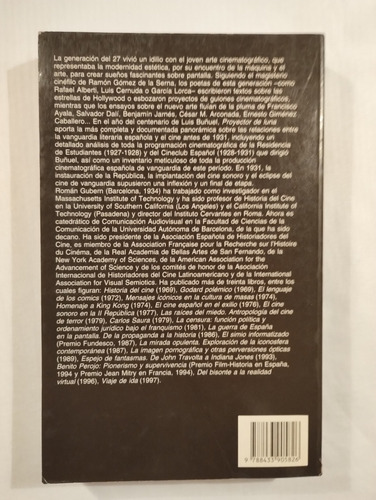 La generación del 27 vivió un idilio con el joven arte cinematográfico, que
representaba la modernidad estética, por su encuentro de la máquina y el
arte, para crear sueños fascinantes sobre pantalla. Siguiendo el magisterio
cinéfilo de Ramón Gómez de la Serna, los poetas de esta generación -como
Rafael Alberti, Luis Cernuda o García Lorca- escribieron textos sobre las
estrellas de Hollywood o esbozaron proyectos de guiones cinematográficos,
mientras que los ensayos sobre el nuevo arte fluían de la pluma de Francisco
Ayala, Salvador Dalí, Benjamín Jarnés, César M. Arconada, Ernesto Giménez
Caballero... En el año del centenario de Luis Buñuel, Proyector de luna
aporta la más completa y documentada panorámica sobre las relaciones entre
la vanguardia literaria española y el cine antes de 1931, incluyendo un
detallado análisis de toda la programación cinematográfica de la Residencia
de Estudiantes (1927-1928) y del Cineclub Español (1928-1931) que dirigió
Buñuel, así como un inventario meticuloso de toda la producción
cinematográfica española de vanguardia de este período. En 1931, la
instauración de la República, la implantación del cine sonoro y el eclipse del
cine de vanguardia supusieron una inflexión y un final de etapa.
Román Gubern (Barcelona, 1934) ha trabajado como investigador en el
Massachusetts Institute of Technology y ha sido profesor de Historia del Cine
en la University of Southern California (Los Angeles) y el California Institute of
Technology (Pasadena) y director del Instituto Cervantes en Roma. Ahora es
catedrático de Comunicación Audiovisual en la Facultad de Ciencias de la
Comunicación de la Universidad Autónoma de Barcelona, de la que ha sido
decano. Ha sido presidente de la Asociación Española de Historiadores del
Cine, es miembro de la Association Française pour la Recherche sur l'Histoire
du Cinéma, de la Real Academia de Bellas Artes de San Fernando, de la
New York Academy of Sciences, de la American Association for the
Advancement of Science y de los comités de honor de la Asociación
Internacional de Historiadores del Cine Latinoamericano y de la International
Association for Visual Semiotics. Ha publicado más de treinta libros, entre los
cuales figuran: Historia del cine (1969), Godard polémico (1969), El lenguaje
de los comics (1972), Mensajes icónicos en la cultura de masas (1974),
Homenaje a King Kong (1974), El cine español en el exilio (1976), El cine
sonoro en la II República (1977), Las raíces del miedo. Antropología del cine
de terror (1979), Carlos Saura (1979), La censura: función política y
ordenamiento jurídico bajo el franquismo (1981), La guerra de España
en la pantalla. De la propaganda a la historia (1986), El simio informatizado
(Premio Fundesco, 1987), La mirada opulenta. Exploración de la iconosfera
contemporánea (1987), La imagen pornográfica y otras perversiones ópticas
(1989), Espejo de fantasmas. De John Travolta a Indiana Jones (1993),
Benito Perojo: Pionerismo y supervivencia (Premio Film-Historia en España,
1994 y Premio Jean Mitry en Francia, 1994), Del bisonte a la realidad
virtual (1996), Viaje de ida (1997).
9 788433 905826